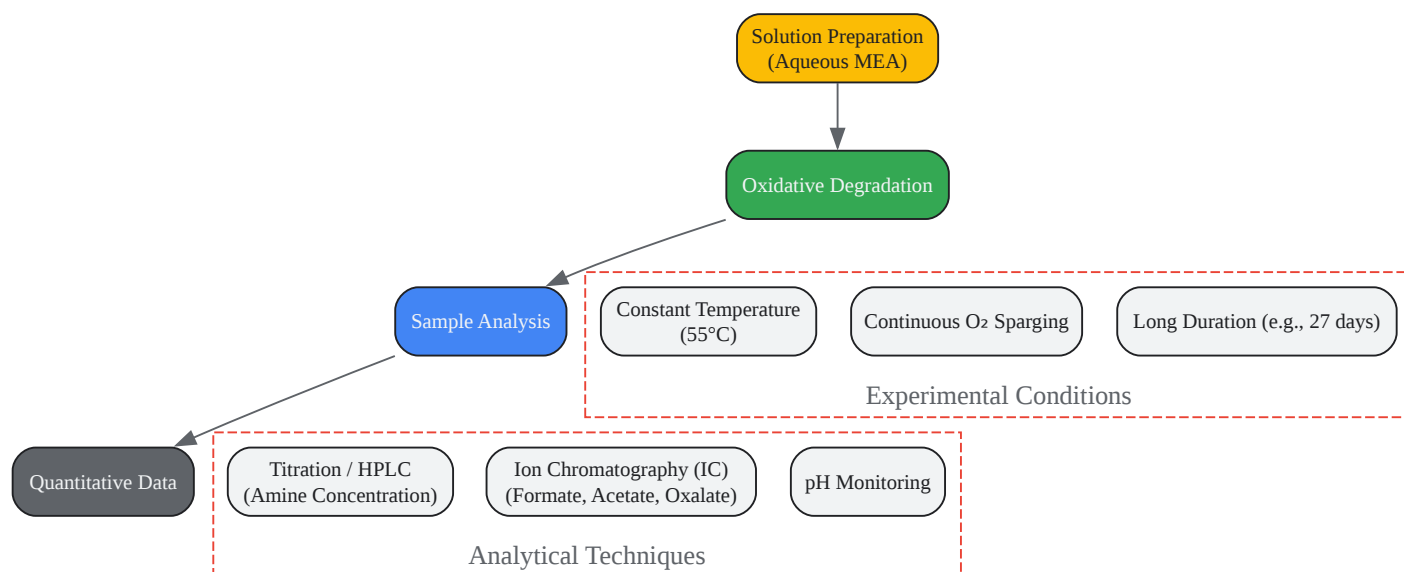 Solution Preparation
(Aqueous MEA)
Oxidative Degradation
Sample Analysis
Constant Temperature
(55°C)
Continuous O₂ Sparging
Long Duration (e.g., 27 days)
Experimental Conditions
Quantitative Data
Titration / HPLC
(Amine Concentration)
Ion Chromatography (IC)
(Formate, Acetate, Oxalate)
pH Monitoring
Analytical Techniques